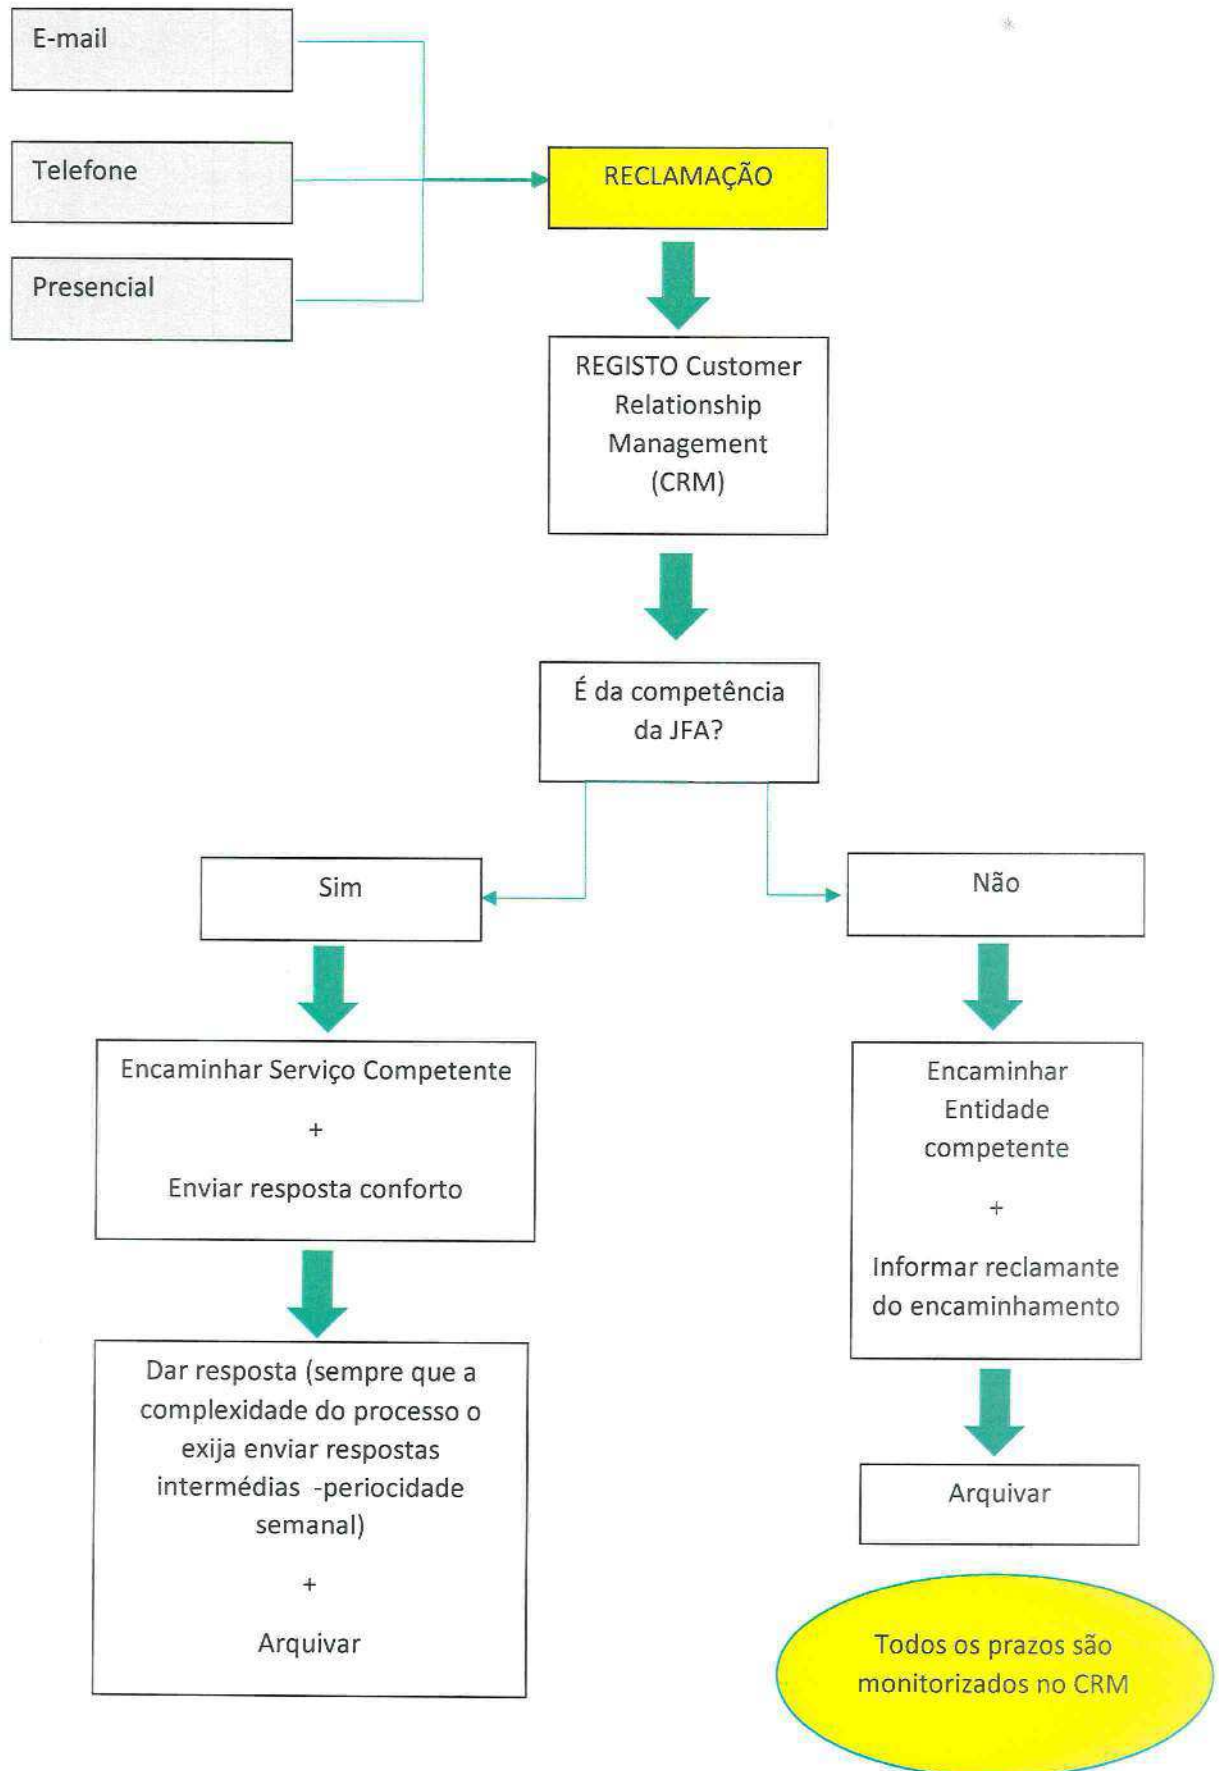 E-mail
Telefone
RECLAMAÇÃO
Presencial
REGISTO Customer
Relationship
Management
(CRM)
É da competência
da JFA?
Sim
Não
Encaminhar Serviço Competente
+
Enviar resposta conforto
Encaminhar
Entidade
competente
+
Informar reclamante
do encaminhamento
Dar resposta (sempre que a
complexidade do processo o
exija enviar respostas
intermédias -periocidade
semanal)
+
Arquivar
Arquivar
Todos os prazos são
monitorizados no CRM